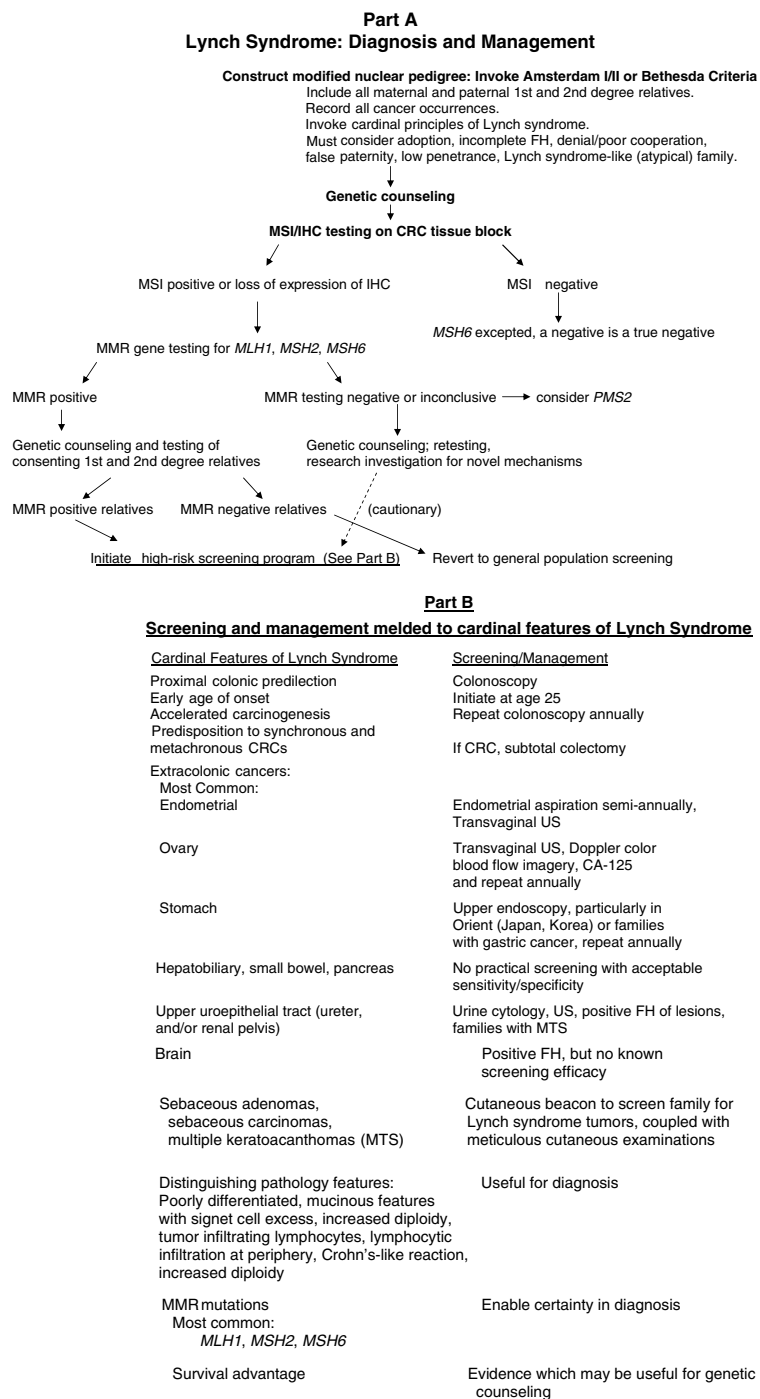 Part A
Lynch Syndrome: Diagnosis and Management
Construct modified nuclear pedigree: Invoke Amsterdam I/II or Bethesda Criteria
Include all maternal and paternal 1st and 2nd degree relatives.
Record all cancer occurrences.
Invoke cardinal principles of Lynch syndrome.
Must consider adoption, incomplete FH, denial/poor cooperation,
false paternity, low penetrance, Lynch syndrome-like (atypical) family.
Genetic counseling
MSI/IHC testing on CRC tissue block
MSI positive or loss of expression of IHC
MSI negative
MSH6 excepted, a negative is a true negative
MMR gene testing for MLH1, MSH2, MSH6
MMR positive
MMR testing negative or inconclusive
consider PMS2
Genetic counseling and testing of
consenting 1st and 2nd degree relatives
Genetic counseling; retesting,
research investigation for novel mechanisms
MMR positive relatives
MMR negative relatives
(cautionary)
Initiate high-risk screening program (See Part B)
Revert to general population screening
Part B
Screening and management melded to cardinal features of Lynch Syndrome
Cardinal Features of Lynch Syndrome
Screening/Management
Proximal colonic predilection
Colonoscopy
Early age of onset
Initiate at age 25
Accelerated carcinogenesis
Repeat colonoscopy annually
Predisposition to synchronous and
metachronous CRCs
If CRC, subtotal colectomy
Extracolonic cancers:
Most Common:
Endometrial
Endometrial aspiration semi-annually,
Transvaginal US
Ovary
Transvaginal US, Doppler color
blood flow imagery, CA-125
and repeat annually
Stomach
Upper endoscopy, particularly in
Orient (Japan, Korea) or families
with gastric cancer, repeat annually
Hepatobiliary, small bowel, pancreas
No practical screening with acceptable
sensitivity/specificity
Upper uroepithelial tract (ureter,
and/or renal pelvis)
Urine cytology, US, positive FH of lesions,
families with MTS
Brain
Positive FH, but no known
screening efficacy
Sebaceous adenomas,
sebaceous carcinomas,
multiple keratoacanthomas (MTS)
Cutaneous beacon to screen family for
Lynch syndrome tumors, coupled with
meticulous cutaneous examinations
Distinguishing pathology features:
Poorly differentiated, mucinous features
with signet cell excess, increased diploidy,
tumor infiltrating lymphocytes, lymphocytic
infiltration at periphery, Crohn's-like reaction,
increased diploidy
Useful for diagnosis
MMR mutations
Most common:
MLH1, MSH2, MSH6
Enable certainty in diagnosis
Survival advantage
Evidence which may be useful for genetic
counseling